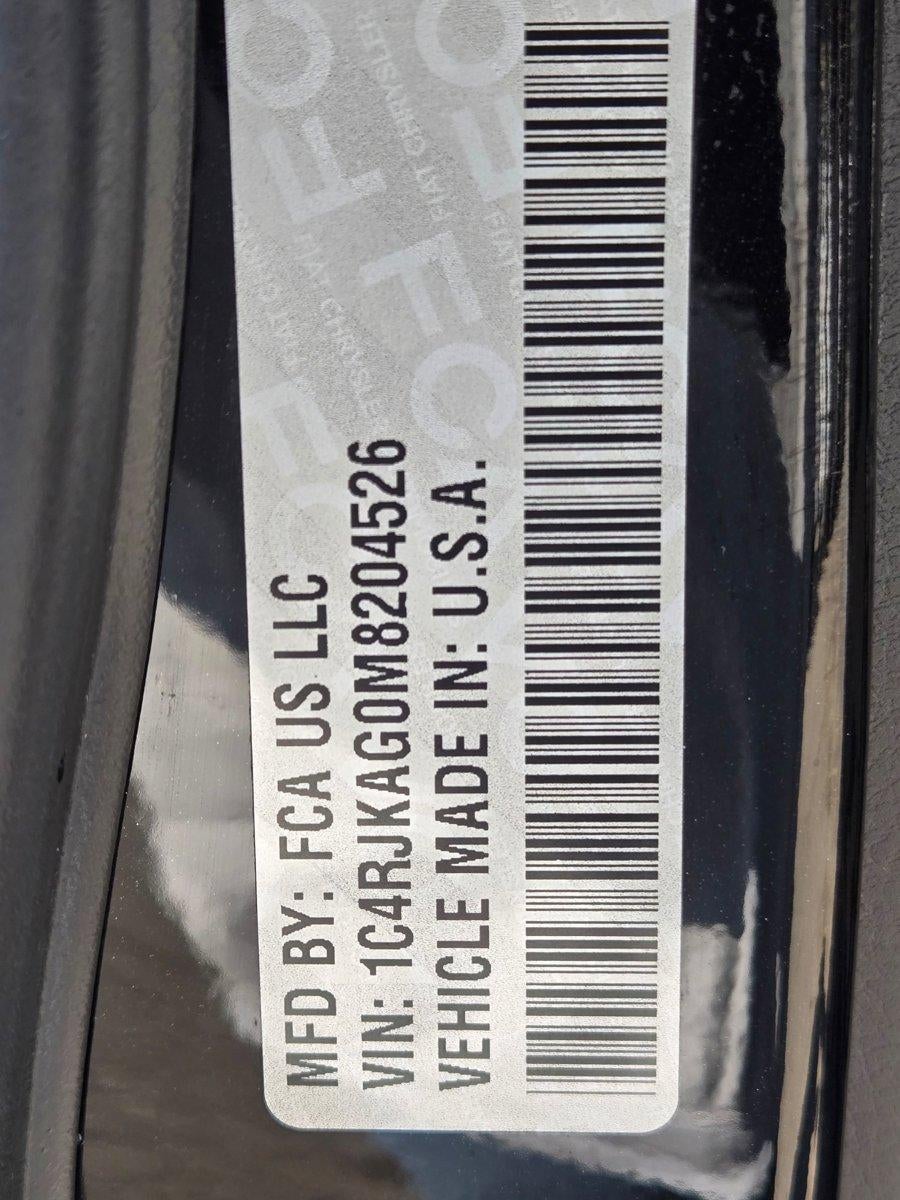 MFD BY: FCA US LLC
VIN: 1C4RJKAG0M8204526
VEHICLE MADE IN: U.S.A.